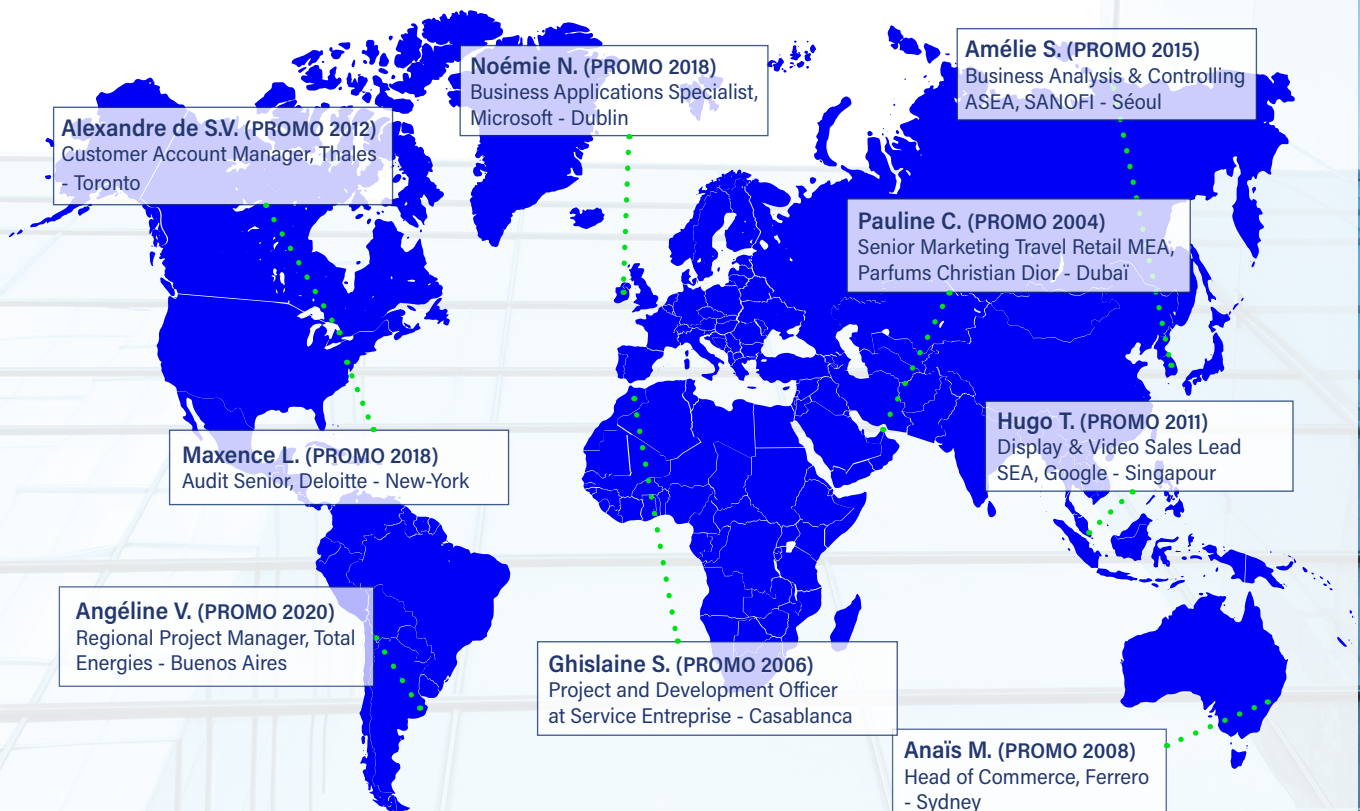 Amélie S. (PROMO 2015)
Business Analysis & Controlling
ASEA, SANOFI - Séoul
Noémie N. (PROMO 2018)
Business Applications Specialist,
Microsoft - Dublin
Alexandre de S.V. (PROMO 2012)
Customer Account Manager, Thales
- Toronto
Pauline C. (PROMO 2004)
Senior Marketing Travel Retail MEA,
Parfums Christian Dior - Dubaï
Hugo T. (PROMO 2011)
Display & Video Sales Lead
SEA, Google - Singapour
Maxence L. (PROMO 2018)
Audit Senior, Deloitte - New-York
Angéline V. (PROMO 2020)
Regional Project Manager, Total
Energies - Buenos Aires
Ghislaine S. (PROMO 2006)
Project and Development Officer
at Service Entreprise - Casablanca
Anaïs M. (PROMO 2008)
Head of Commerce, Ferrero
- Sydney